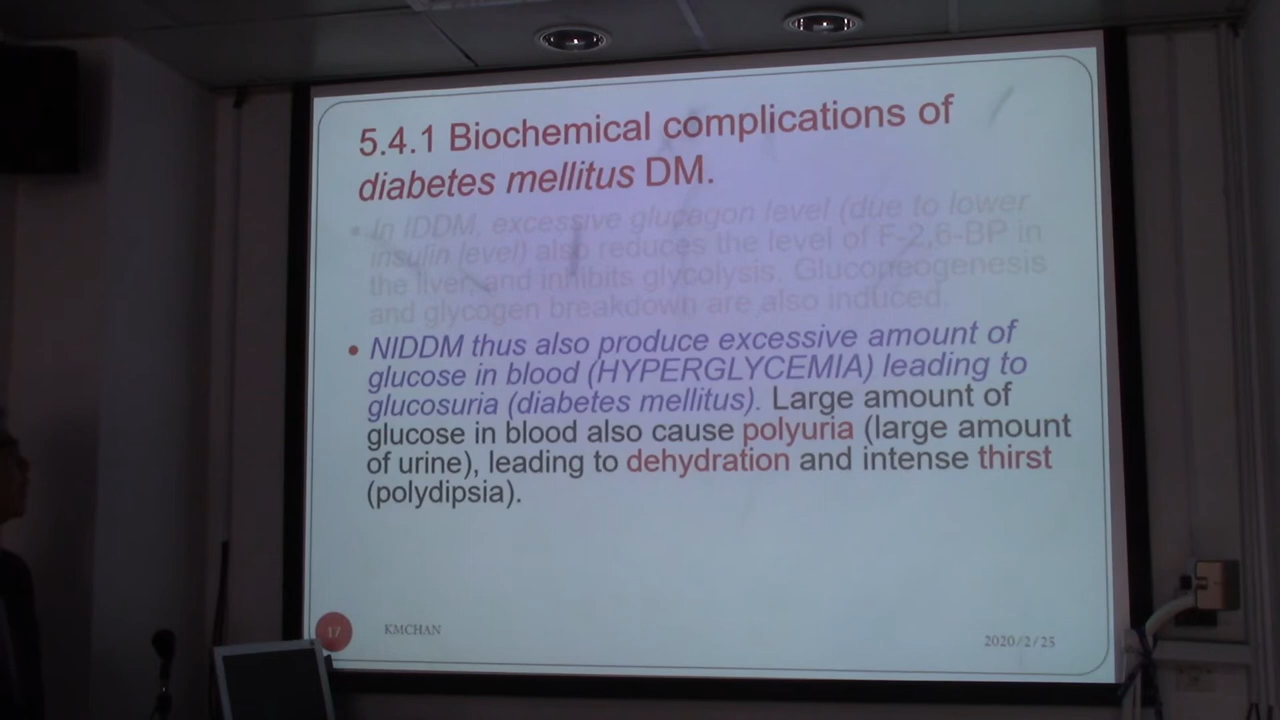 5.4.1 Biochemical complications of
diabetes mellitus DM.
• In IDDM, excessive glucagon level (due to lower
insulin level) also reduces the level of F-2,6-BP in
the liver, and inhibits glycolysis. Gluconeogenesis
and glycogen breakdown are also induced.
• NIDDM thus also produce excessive amount of
glucose in blood (HYPERGLYCEMIA) leading to
glucosuria (diabetes mellitus). Large amount of
glucose in blood also cause polyuria (large amount
of urine), leading to dehydration and intense thirst
(polydipsia).
17
KMCHAN
2020/2/25